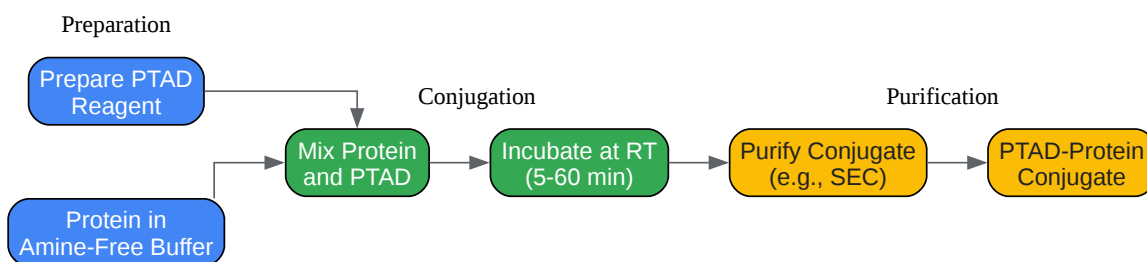 Preparation
Prepare PTAD
Reagent
Conjugation
Purification
Mix Protein
and PTAD
Incubate at RT
(5-60 min)
Purify Conjugate
(e.g., SEC)
PTAD-Protein
Conjugate
Protein in
Amine-Free Buffer